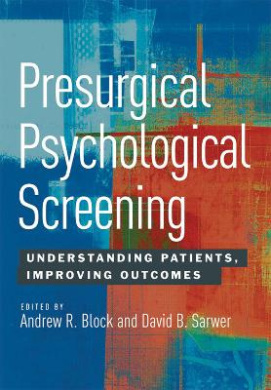 Presurgical
Psychological
Screening
UNDERSTANDING PATIENTS,
IMPROVING OUTCOMES
EDITED BY
Andrew R. Block and David B. Sarwer